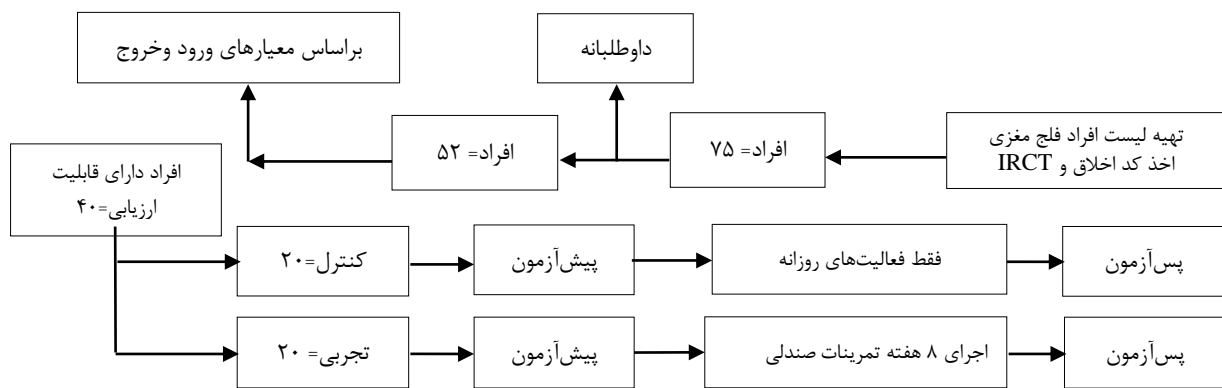 براساس معیارهای ورود وخروج
داوطلبانه
تهیه لیست افراد فلج مغزی
اخذ کد اخلاق و IRCT
افراد= ۷۵
افراد= ۵۲
افراد دارای قابلیت
ارزیابی=۴۰
کنترل=۲۰
پیش‌آزمون
فقط فعالیت‌های روزانه
پس‌آزمون
تجربی= ۲۰
پیش‌آزمون
اجرای ۸ هفته تمرینات صندلی
پس‌آزمون